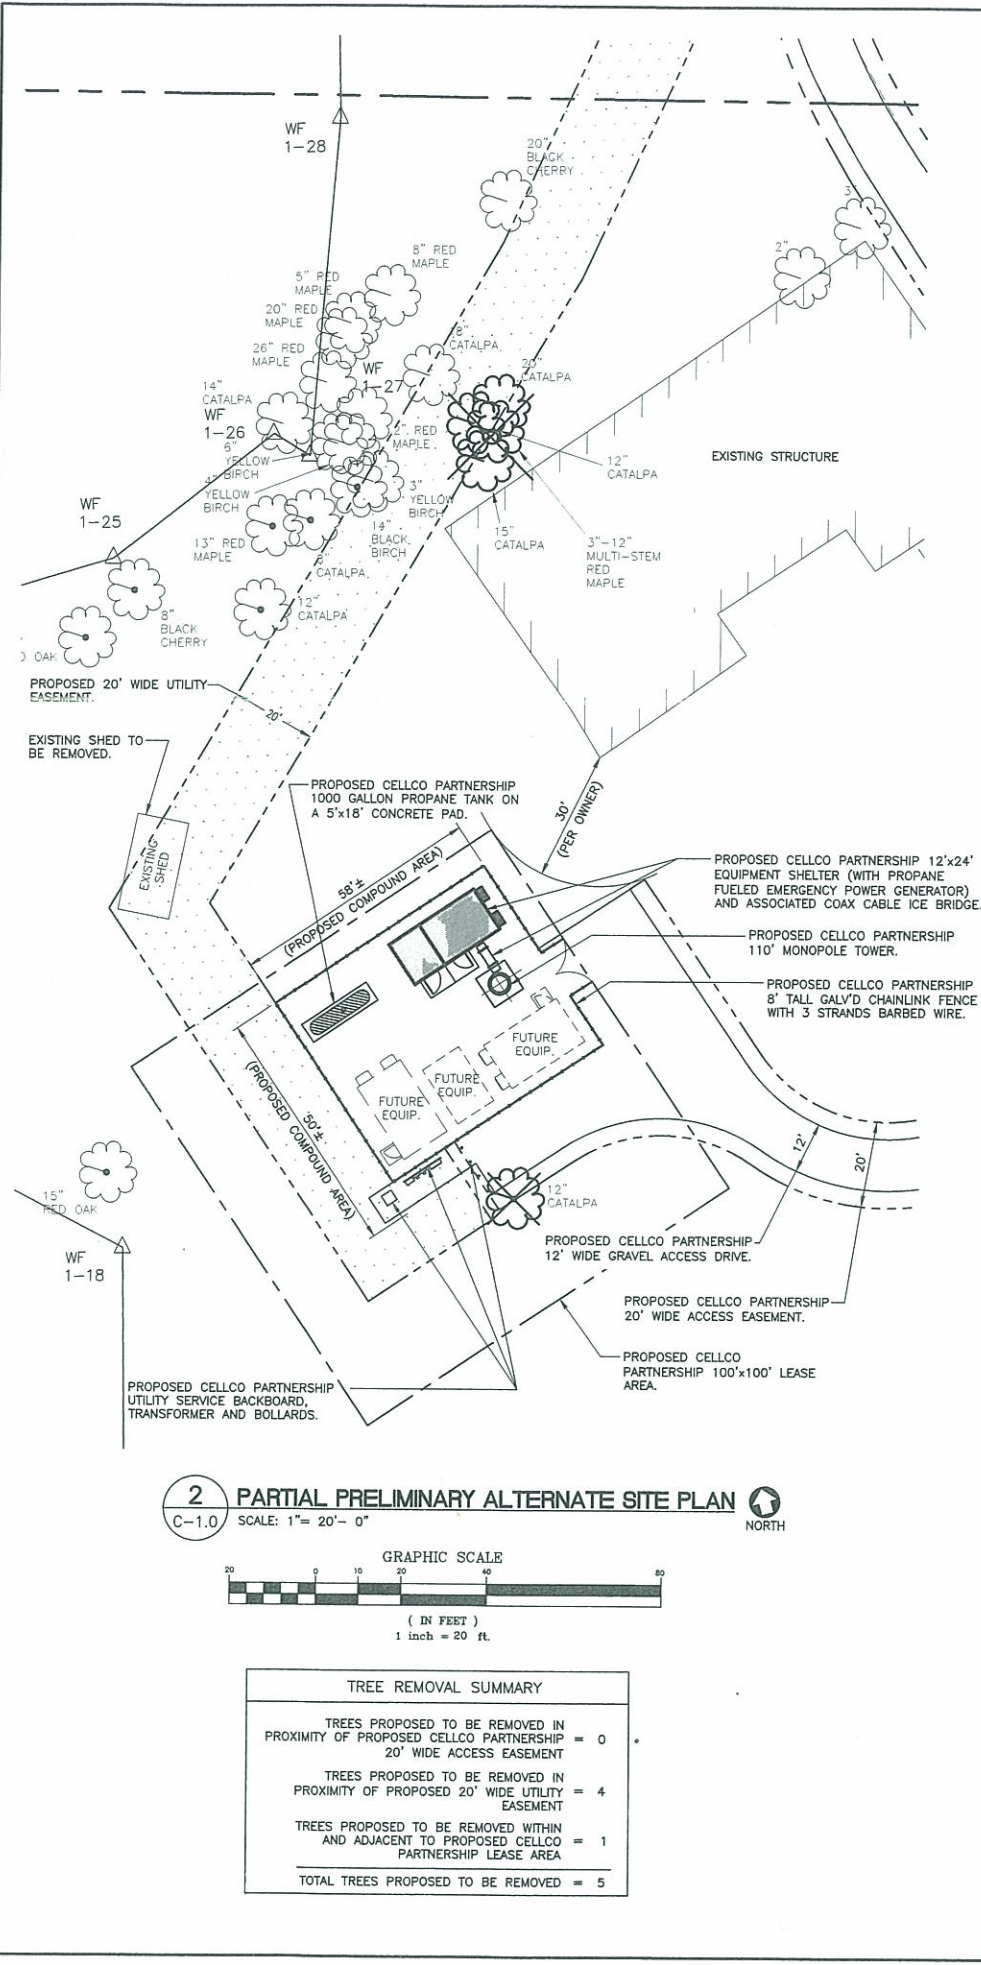 WF
1-28
20"
BLACK
CHERRY
3"
2"
8" RED
MAPLE
5" RED
MAPLE
20" RED
MAPLE
26" RED
MAPLE
WF
1-27
CATALPA
CATALPA
14"
CATALPA
WF
1-26
6"
YELLOW
BIRCH
4"
YELLOW
BIRCH
RED
MAPLE
3"
YELLOW
BIRCH
12"
CATALPA
EXISTING STRUCTURE
WF
1-25
13" RED
MAPLE
14"
BLACK
BIRCH
CATALPA
15"
CATALPA
3"-12"
MULTI-STEM
RED
MAPLE
12"
CATALPA
8"
BLACK
CHERRY
OAK
PROPOSED 20' WIDE UTILITY
EASEMENT.
20'
EXISTING SHED TO
BE REMOVED.
EXISTING
SHED
PROPOSED CELLCO PARTNERSHIP
1000 GALLON PROPANE TANK ON
A 5'x18' CONCRETE PAD.
30'
(PER OWNER)
58'±
(PROPOSED COMPOUND AREA)
PROPOSED CELLCO PARTNERSHIP 12'x24'
EQUIPMENT SHELTER (WITH PROPANE
FUELED EMERGENCY POWER GENERATOR)
AND ASSOCIATED COAX CABLE ICE BRIDGE.
PROPOSED CELLCO PARTNERSHIP
110' MONOPOLE TOWER.
PROPOSED CELLCO PARTNERSHIP
8' TALL GALV'D CHAINLINK FENCE
WITH 3 STRANDS BARBED WIRE.
FUTURE
EQUIP.
FUTURE
EQUIP.
FUTURE
EQUIP.
50'±
(PROPOSED COMPOUND AREA)
12'
20'
15"
RED OAK
12"
CATALPA
WF
1-18
PROPOSED CELLCO PARTNERSHIP
12' WIDE GRAVEL ACCESS DRIVE.
PROPOSED CELLCO PARTNERSHIP
20' WIDE ACCESS EASEMENT.
PROPOSED CELLCO
PARTNERSHIP 100'x100' LEASE
AREA.
PROPOSED CELLCO PARTNERSHIP
UTILITY SERVICE BACKBOARD,
TRANSFORMER AND BOLLARDS.
2
C-1.0
PARTIAL PRELIMINARY ALTERNATE SITE PLAN
SCALE: 1"= 20'- 0"
NORTH
GRAPHIC SCALE
20 0 10 20 40 80
( IN FEET )
1 inch = 20 ft.
TREE REMOVAL SUMMARY
TREES PROPOSED TO BE REMOVED IN
PROXIMITY OF PROPOSED CELLCO PARTNERSHIP = 0
20' WIDE ACCESS EASEMENT
TREES PROPOSED TO BE REMOVED IN
PROXIMITY OF PROPOSED 20' WIDE UTILITY = 4
EASEMENT
TREES PROPOSED TO BE REMOVED WITHIN
AND ADJACENT TO PROPOSED CELLCO = 1
PARTNERSHIP LEASE AREA
TOTAL TREES PROPOSED TO BE REMOVED = 5